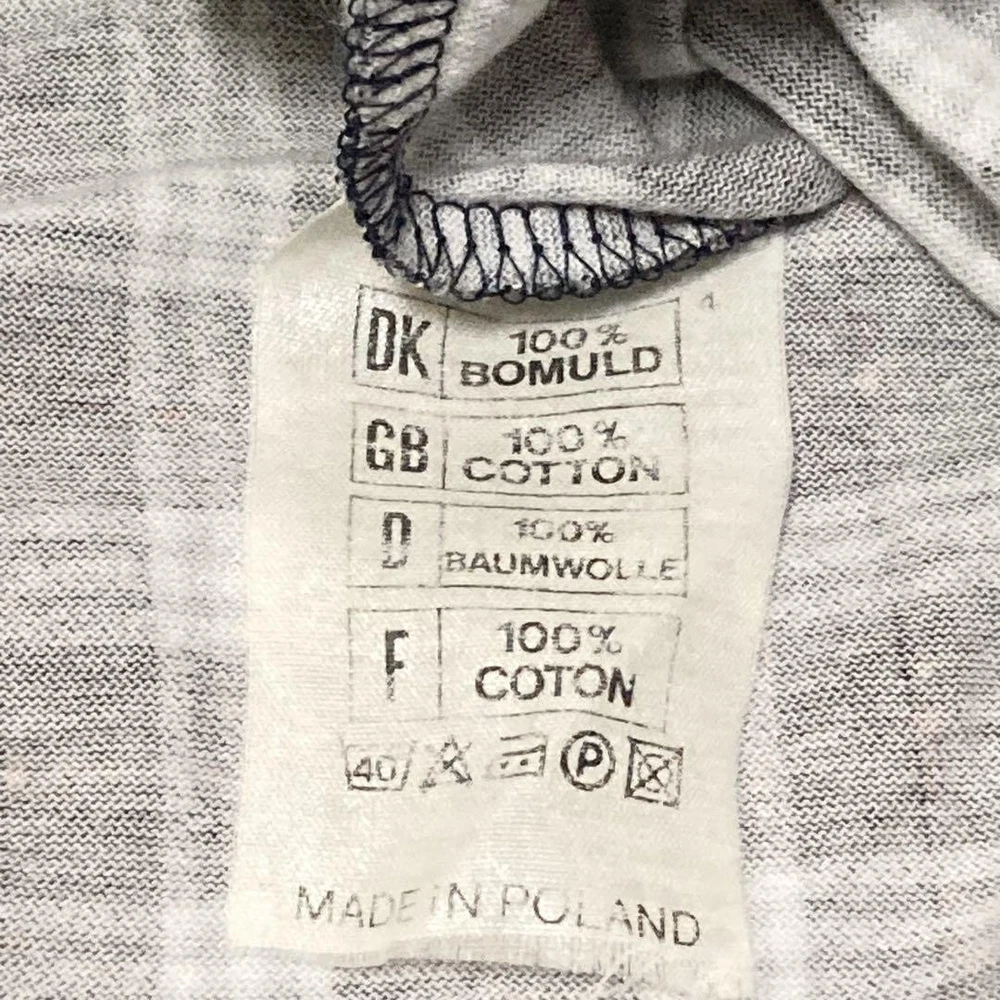 DK 100% BOMULD
GB 100% COTTON
D 100% BAUMWOLLE
F 100% COTON
40 P
MADE IN POLAND